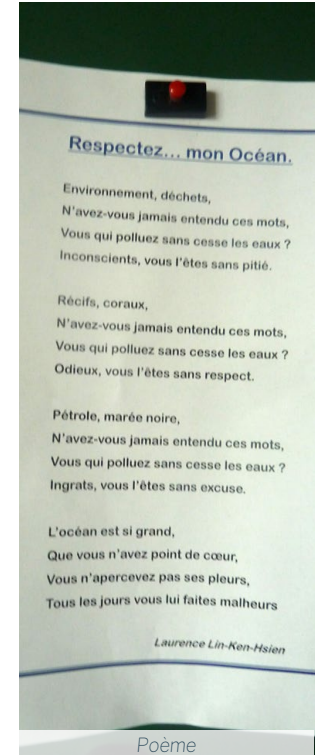 Respectez... mon Océan.
Environnement, déchets,
N'avez-vous jamais entendu ces mots,
Vous qui polluez sans cesse les eaux ?
Inconscients, vous l'êtes sans pitié.
Récifs, coraux,
N'avez-vous jamais entendu ces mots,
Vous qui polluez sans cesse les eaux ?
Odieux, vous l'êtes sans respect.
Pétrole, marée noire,
N'avez-vous jamais entendu ces mots,
Vous qui polluez sans cesse les eaux ?
Ingrats, vous l'êtes sans excuse.
L'océan est si grand,
Que vous n'avez point de cœur,
Vous n'apercevez pas ses pleurs,
Tous les jours vous lui faites malheurs
Laurence Lin-Ken-Hsien
Poème